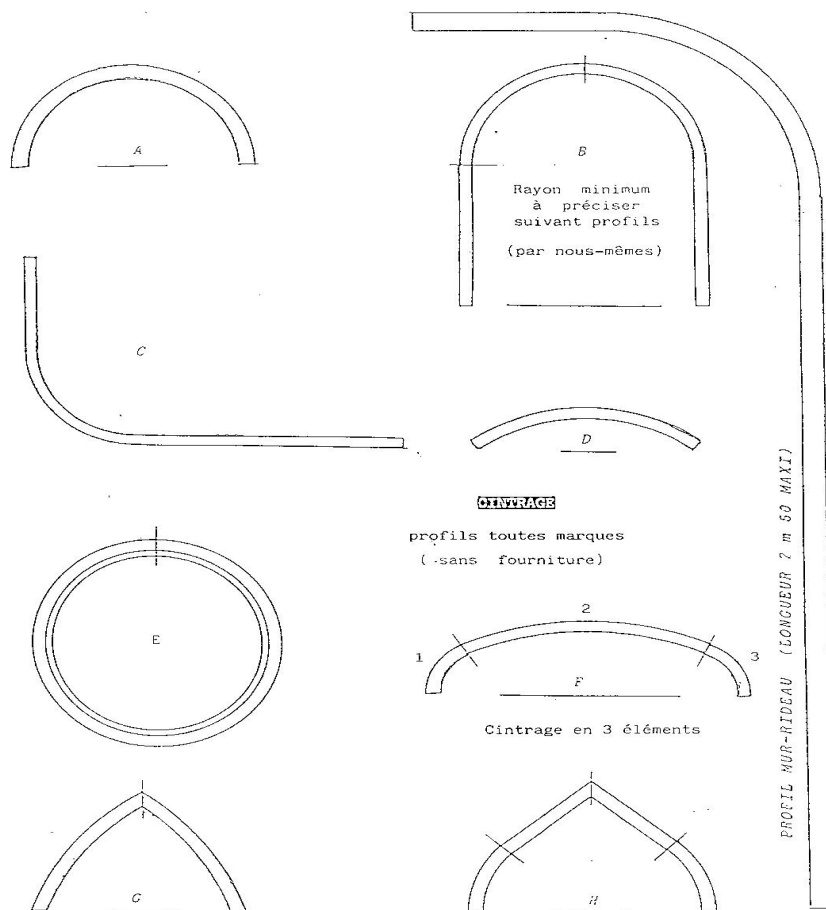 A
B
Rayon minimum
à préciser
suivant profils
(par nous-mêmes)
C
D
CINTRAGE
profils toutes marques
(sans fourniture)
E
1
2
3
F
Cintrage en 3 éléments
G
H
PROFIL MUR-RIDEAU (LONGUEUR 7 m 50 MAXI)